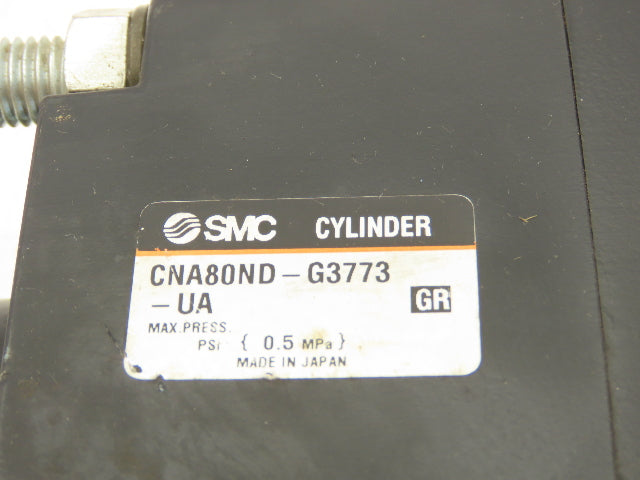 SMC CYLINDER
CNA80ND-G3773
-UA GR
MAX.PRESS.
PSI { 0.5 MPa }
MADE IN JAPAN